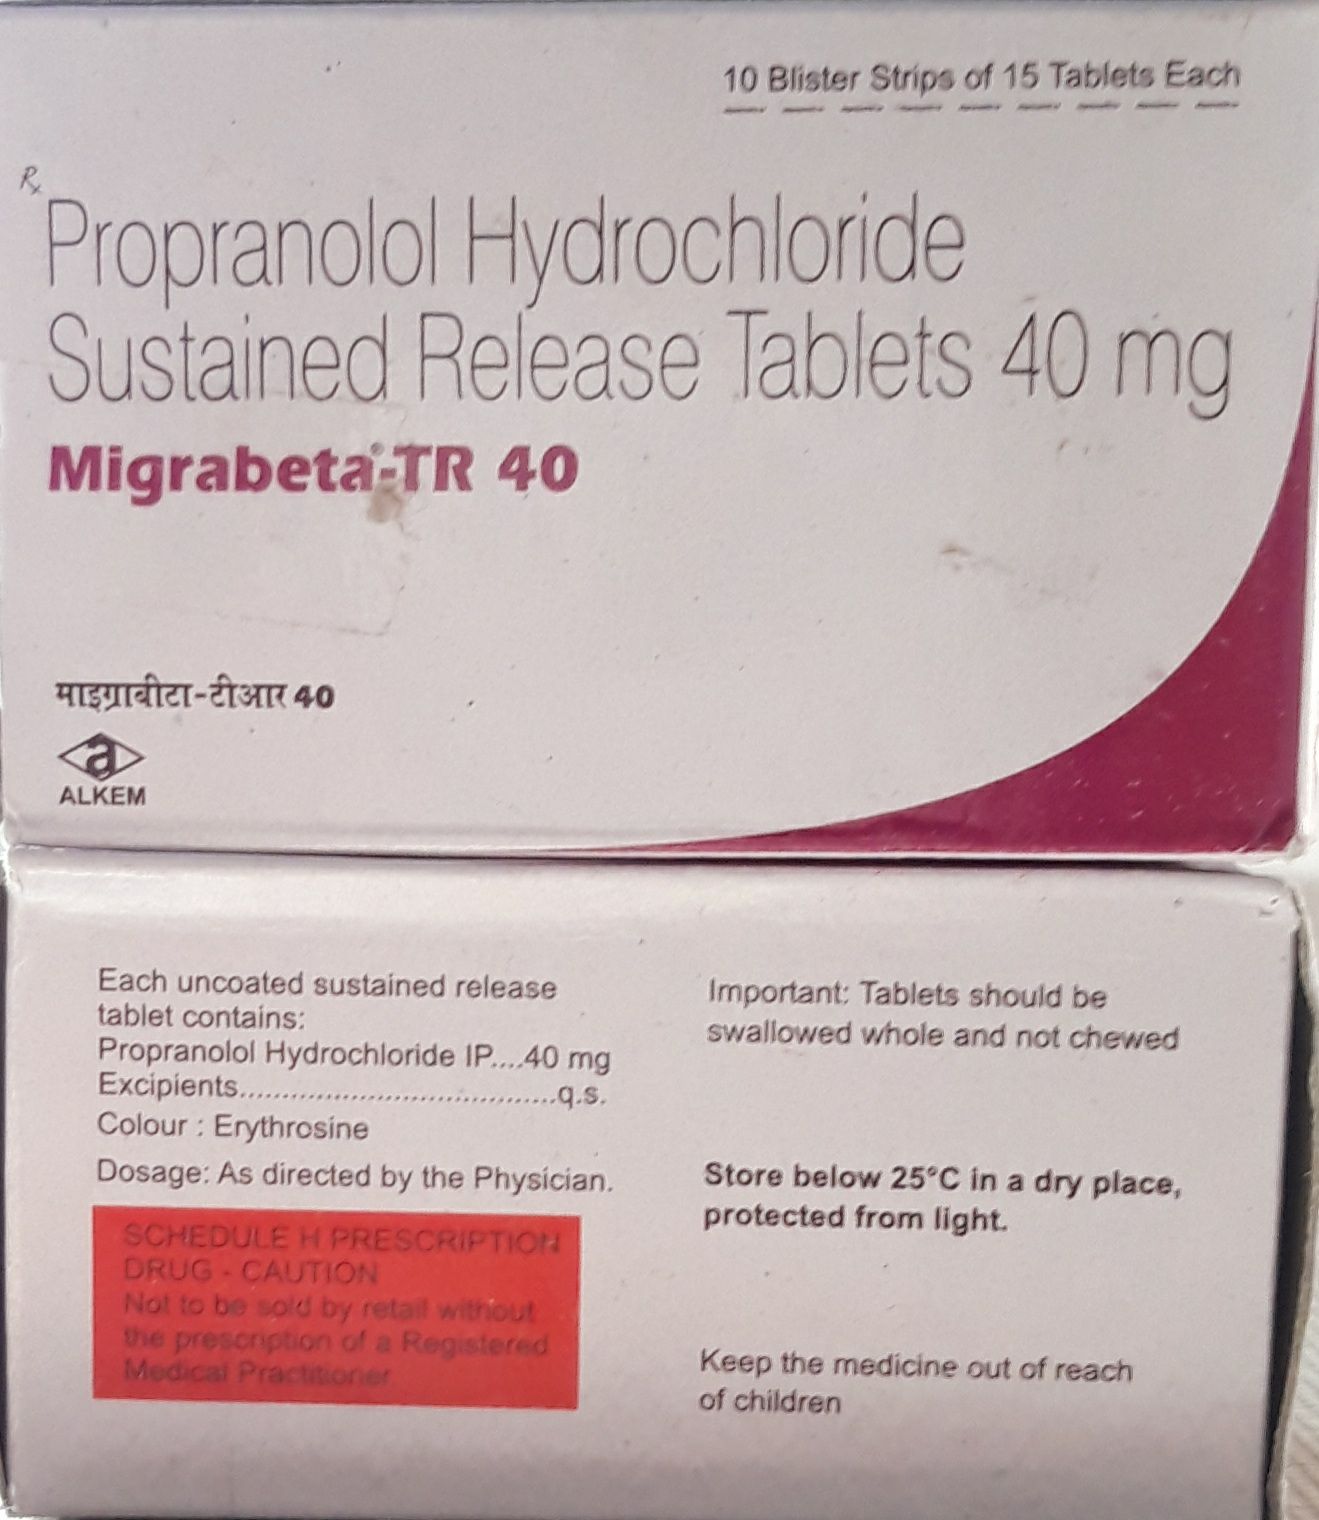 10 Blister Strips of 15 Tablets Each
Rx
Propranolol Hydrochloride
Sustained Release Tablets 40 mg
Migrabeta®-TR 40
माइग्राबीटा-टीआर 40
a
ALKEM
Each uncoated sustained release
tablet contains:
Propranolol Hydrochloride IP....40 mg
Excipients......................................q.s.
Colour : Erythrosine
Dosage: As directed by the Physician.
SCHEDULE H PRESCRIPTION
DRUG - CAUTION
Not to be sold by retail without
the prescription of a Registered
Medical Practitioner
Important: Tablets should be
swallowed whole and not chewed
Store below 25°C in a dry place,
protected from light.
Keep the medicine out of reach
of children